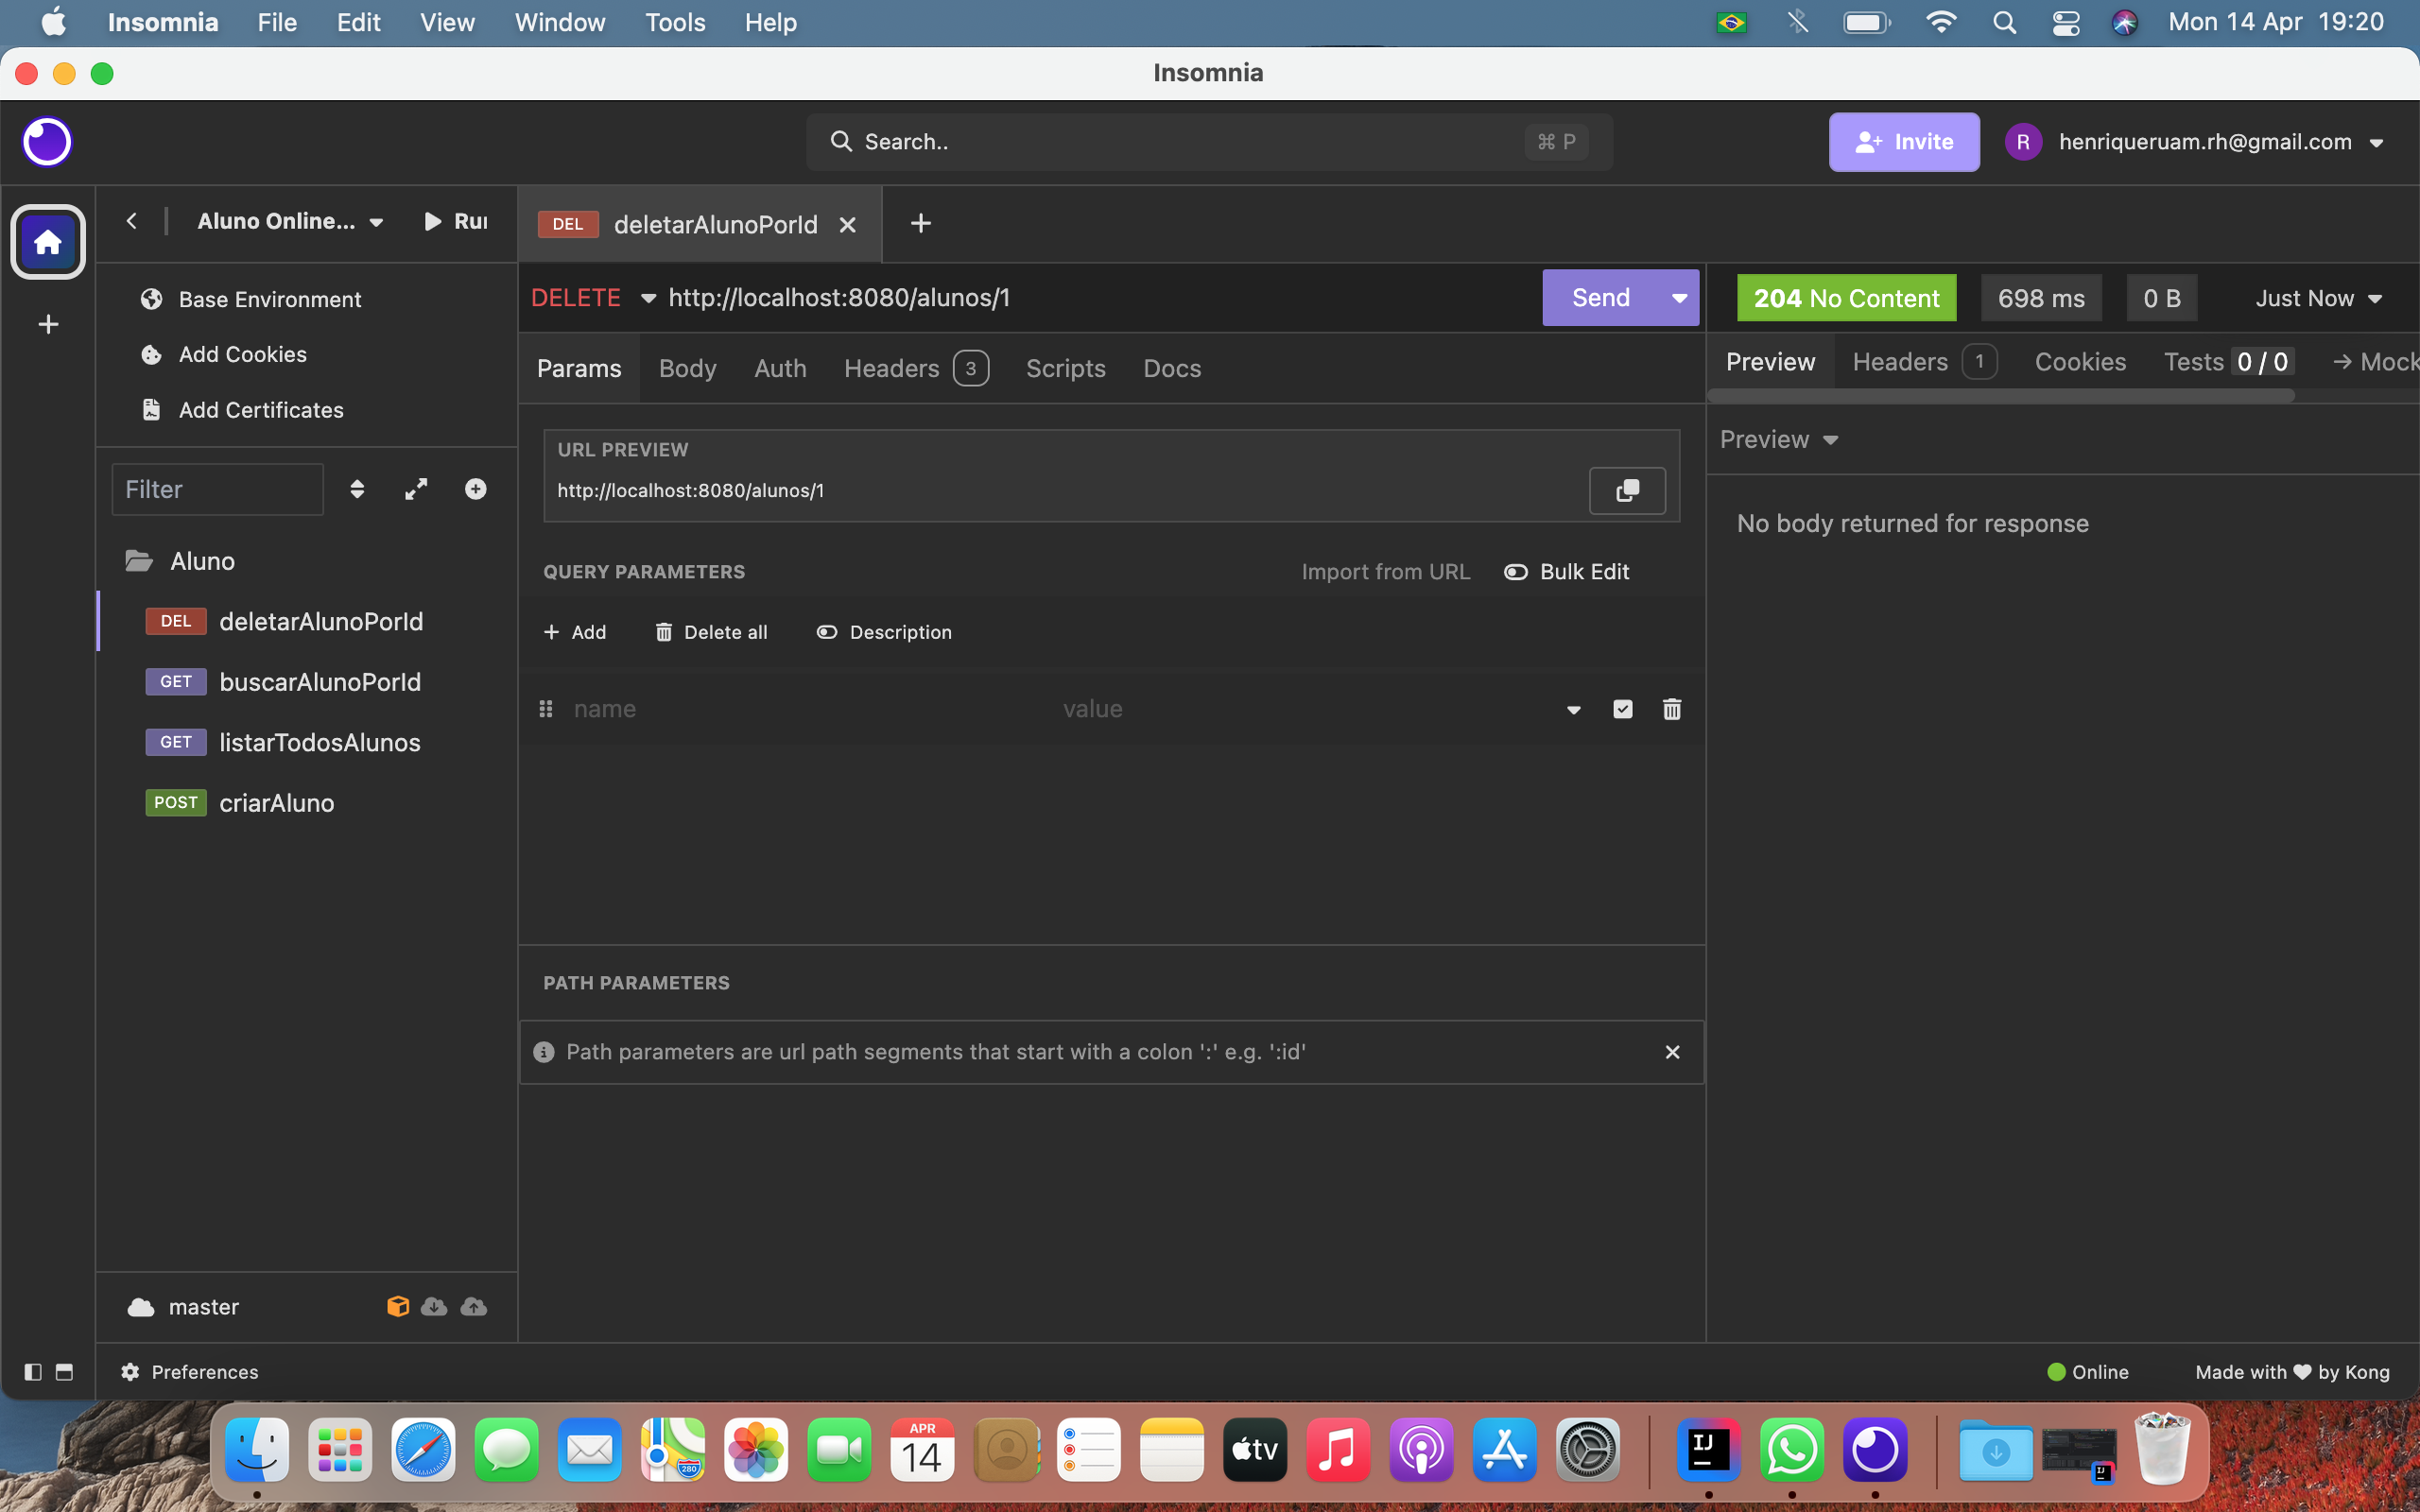 Insomnia File Edit View Window Tools Help Mon 14 Apr 19:20
Insomnia
Search.. ⌘ P Invite R henriqueruam.rh@gmail.com
Aluno Online... Rur
DEL deletarAlunoPorId
Base Environment
Add Cookies
Add Certificates
Filter
Aluno
DEL deletarAlunoPorId
GET buscarAlunoPorId
GET listarTodosAlunos
POST criarAluno
master
DELETE http://localhost:8080/alunos/1 Send
Params Body Auth Headers 3 Scripts Docs
URL PREVIEW
http://localhost:8080/alunos/1
QUERY PARAMETERS Import from URL Bulk Edit
+ Add Delete all Description
name value
PATH PARAMETERS
Path parameters are url path segments that start with a colon ':' e.g. ':id'
204 No Content 698 ms 0 B Just Now
Preview Headers 1 Cookies Tests 0 / 0 → Mock
Preview
No body returned for response
Preferences Online Made with ♥ by Kong
280
APR
14
tv
IJ
IJ